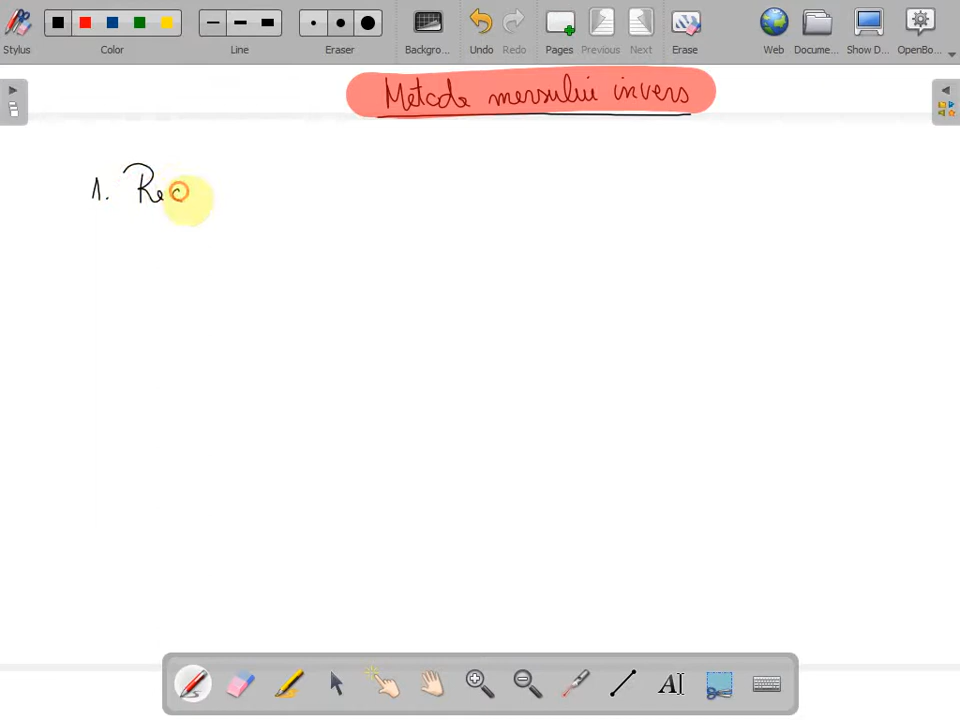 Stylus
Color
Line
Eraser
Backgro...
Undo
Redo
Pages
Previous
Next
Erase
Web
Docume...
Show D...
OpenBo...
Metoda mersului invers
1. Rec
A